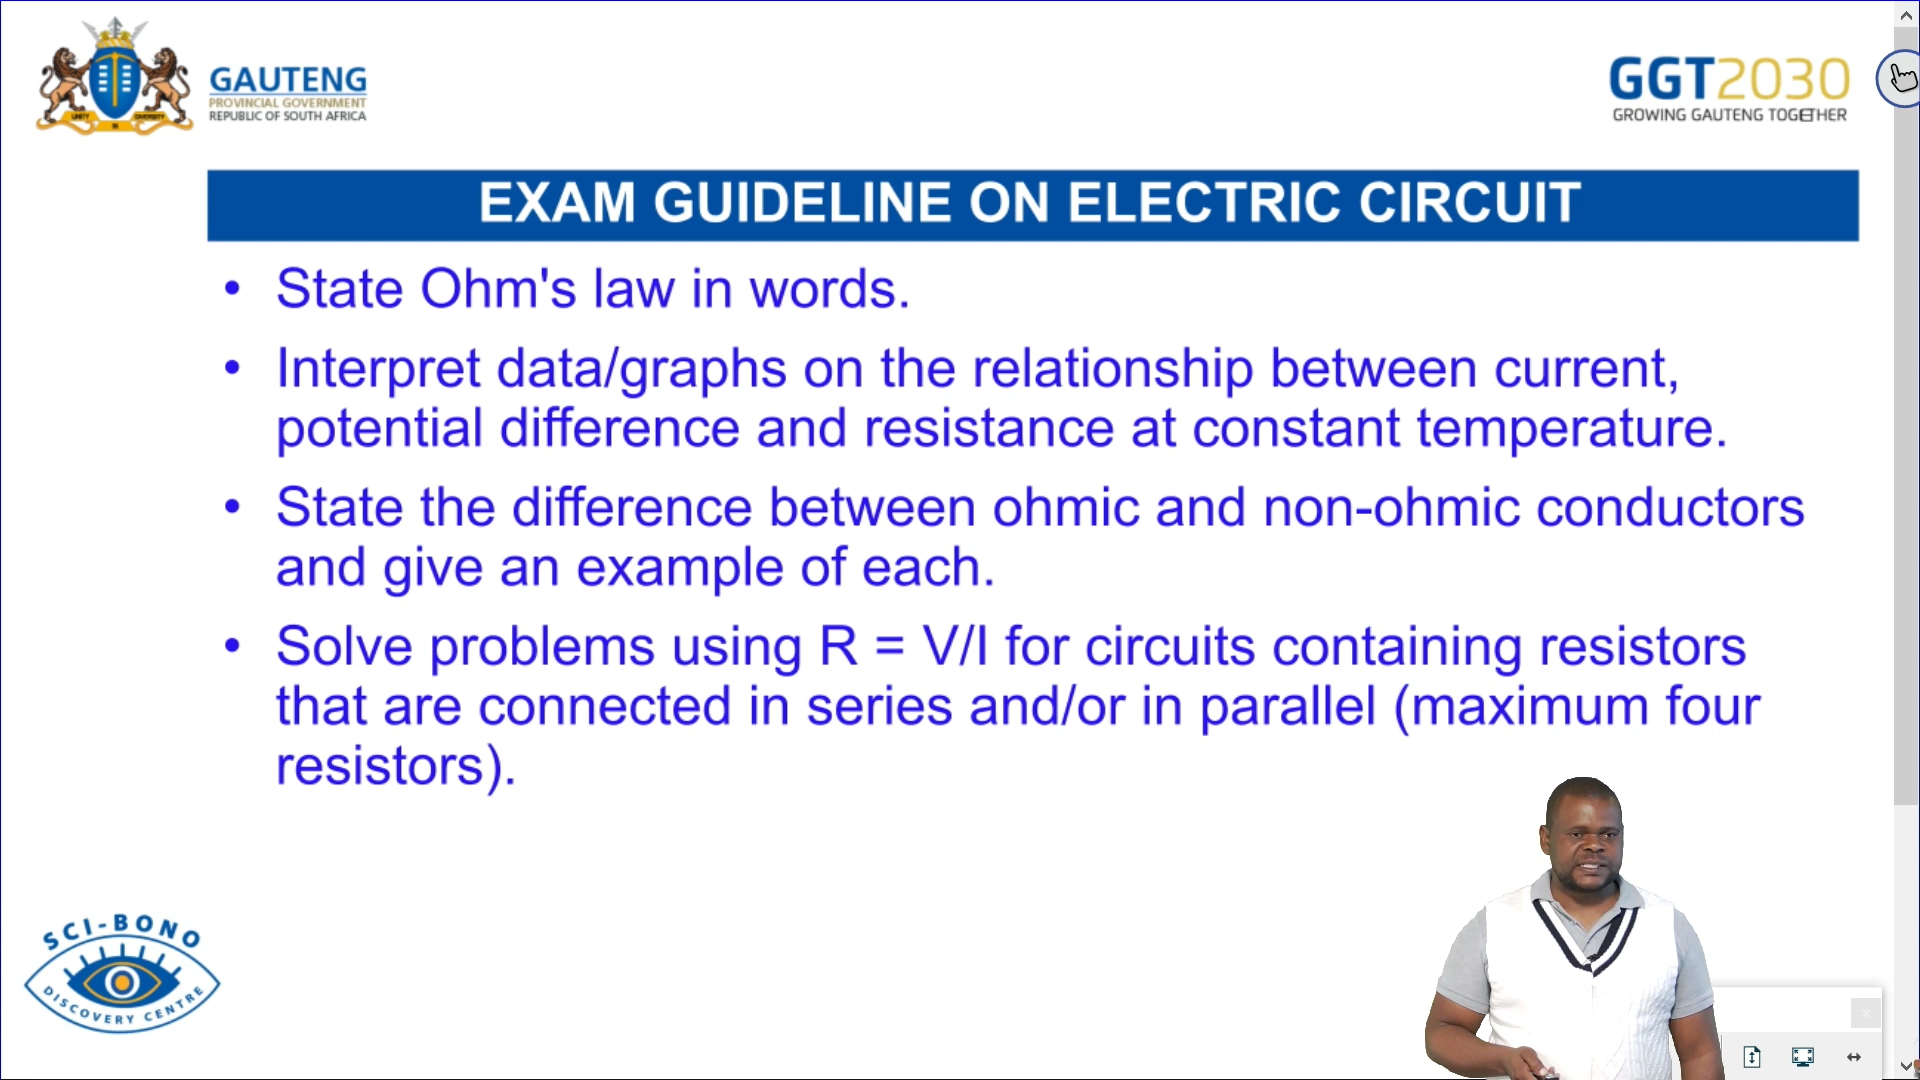 GAUTENG
PROVINCIAL GOVERNMENT
REPUBLIC OF SOUTH AFRICA
UNITY IN DIVERSITY
GGT2030
GROWING GAUTENG TOGETHER
EXAM GUIDELINE ON ELECTRIC CIRCUIT
• State Ohm's law in words.
• Interpret data/graphs on the relationship between current,
potential difference and resistance at constant temperature.
• State the difference between ohmic and non-ohmic conductors
and give an example of each.
• Solve problems using R = V/I for circuits containing resistors
that are connected in series and/or in parallel (maximum four
resistors).
SCI-BONO
DISCOVERY CENTRE